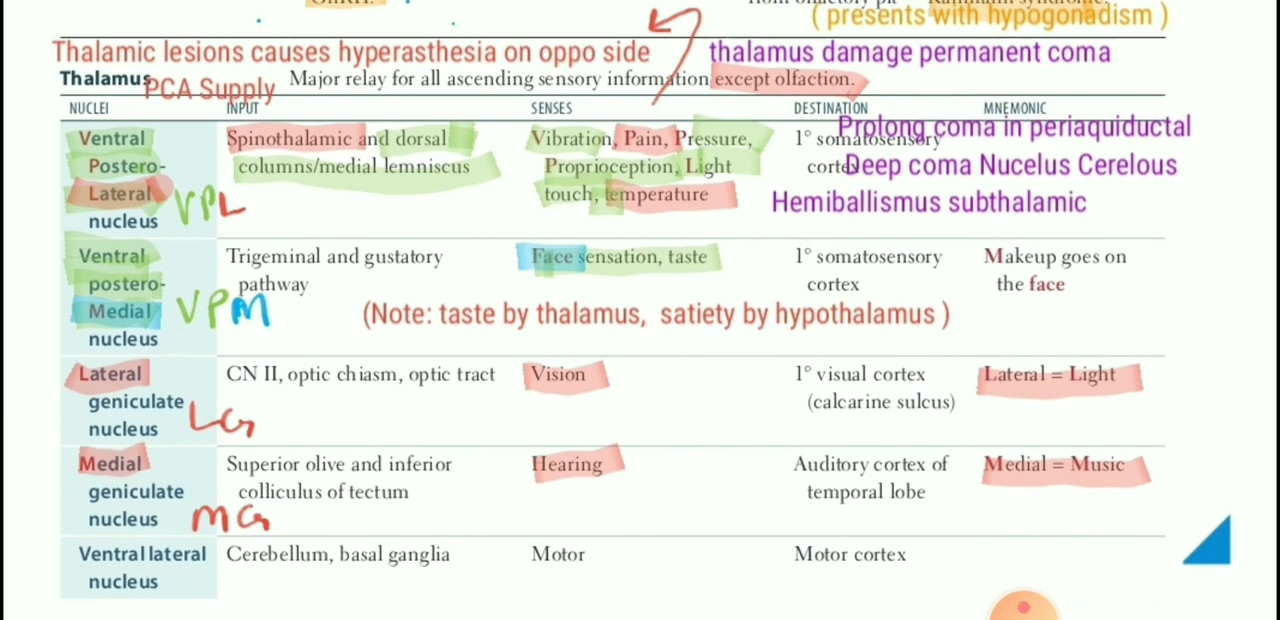 ( presents with hypogonadism )
Thalamic lesions causes hyperasthesia on oppo side
thalamus damage permanent coma
Thalamus
PCA Supply
Major relay for all ascending sensory information except olfaction.
NUCLEI INPUT SENSES DESTINATION MNEMONIC
Prolong coma in periaquiductal
Deep coma Nucelus Cerelous
Hemiballismus subthalamic
Ventral Spinothalamic and dorsal Vibration, Pain, Pressure, 1° somatosensory
Postero- columns/medial lemniscus Proprioception, Light cortex
Lateral touch, temperature
nucleus
VPL
Ventral Trigeminal and gustatory Face sensation, taste 1° somatosensory Makeup goes on
postero- pathway cortex the face
Medial
nucleus
VPM
(Note: taste by thalamus, satiety by hypothalamus )
Lateral CN II, optic chiasm, optic tract Vision 1° visual cortex Lateral = Light
geniculate (calcarine sulcus)
nucleus
LG
Medial Superior olive and inferior Hearing Auditory cortex of Medial = Music
geniculate colliculus of tectum temporal lobe
nucleus
MG
Ventral lateral Cerebellum, basal ganglia Motor Motor cortex
nucleus